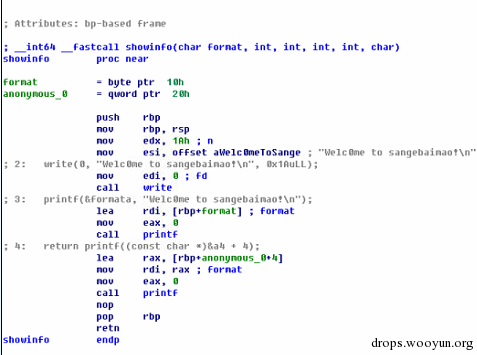 ; Attributes: bp-based frame
; __int64 __fastcall showinfo(char format, int, int, int, int, char)
showinfo proc near
format = byte ptr 10h
anonymous_0 = qword ptr 20h
push rbp
mov rbp, rsp
mov edx, 1Ah ; n
mov esi, offset aWelc0meToSange ; "Welc0me to sangebaimao!\n"
; 2: write(0, "Welc0me to sangebaimao!\n", 0x1AuLL);
mov edi, 0 ; fd
call write
; 3: printf(&formata, "Welc0me to sangebaimao!\n");
lea rdi, [rbp+format] ; format
mov eax, 0
call printf
; 4: return printf((const char *)&a4 + 4);
lea rax, [rbp+anonymous_0+4]
mov rdi, rax ; format
mov eax, 0
call printf
nop
pop rbp
retn
showinfo endp
drops.wooyun.org